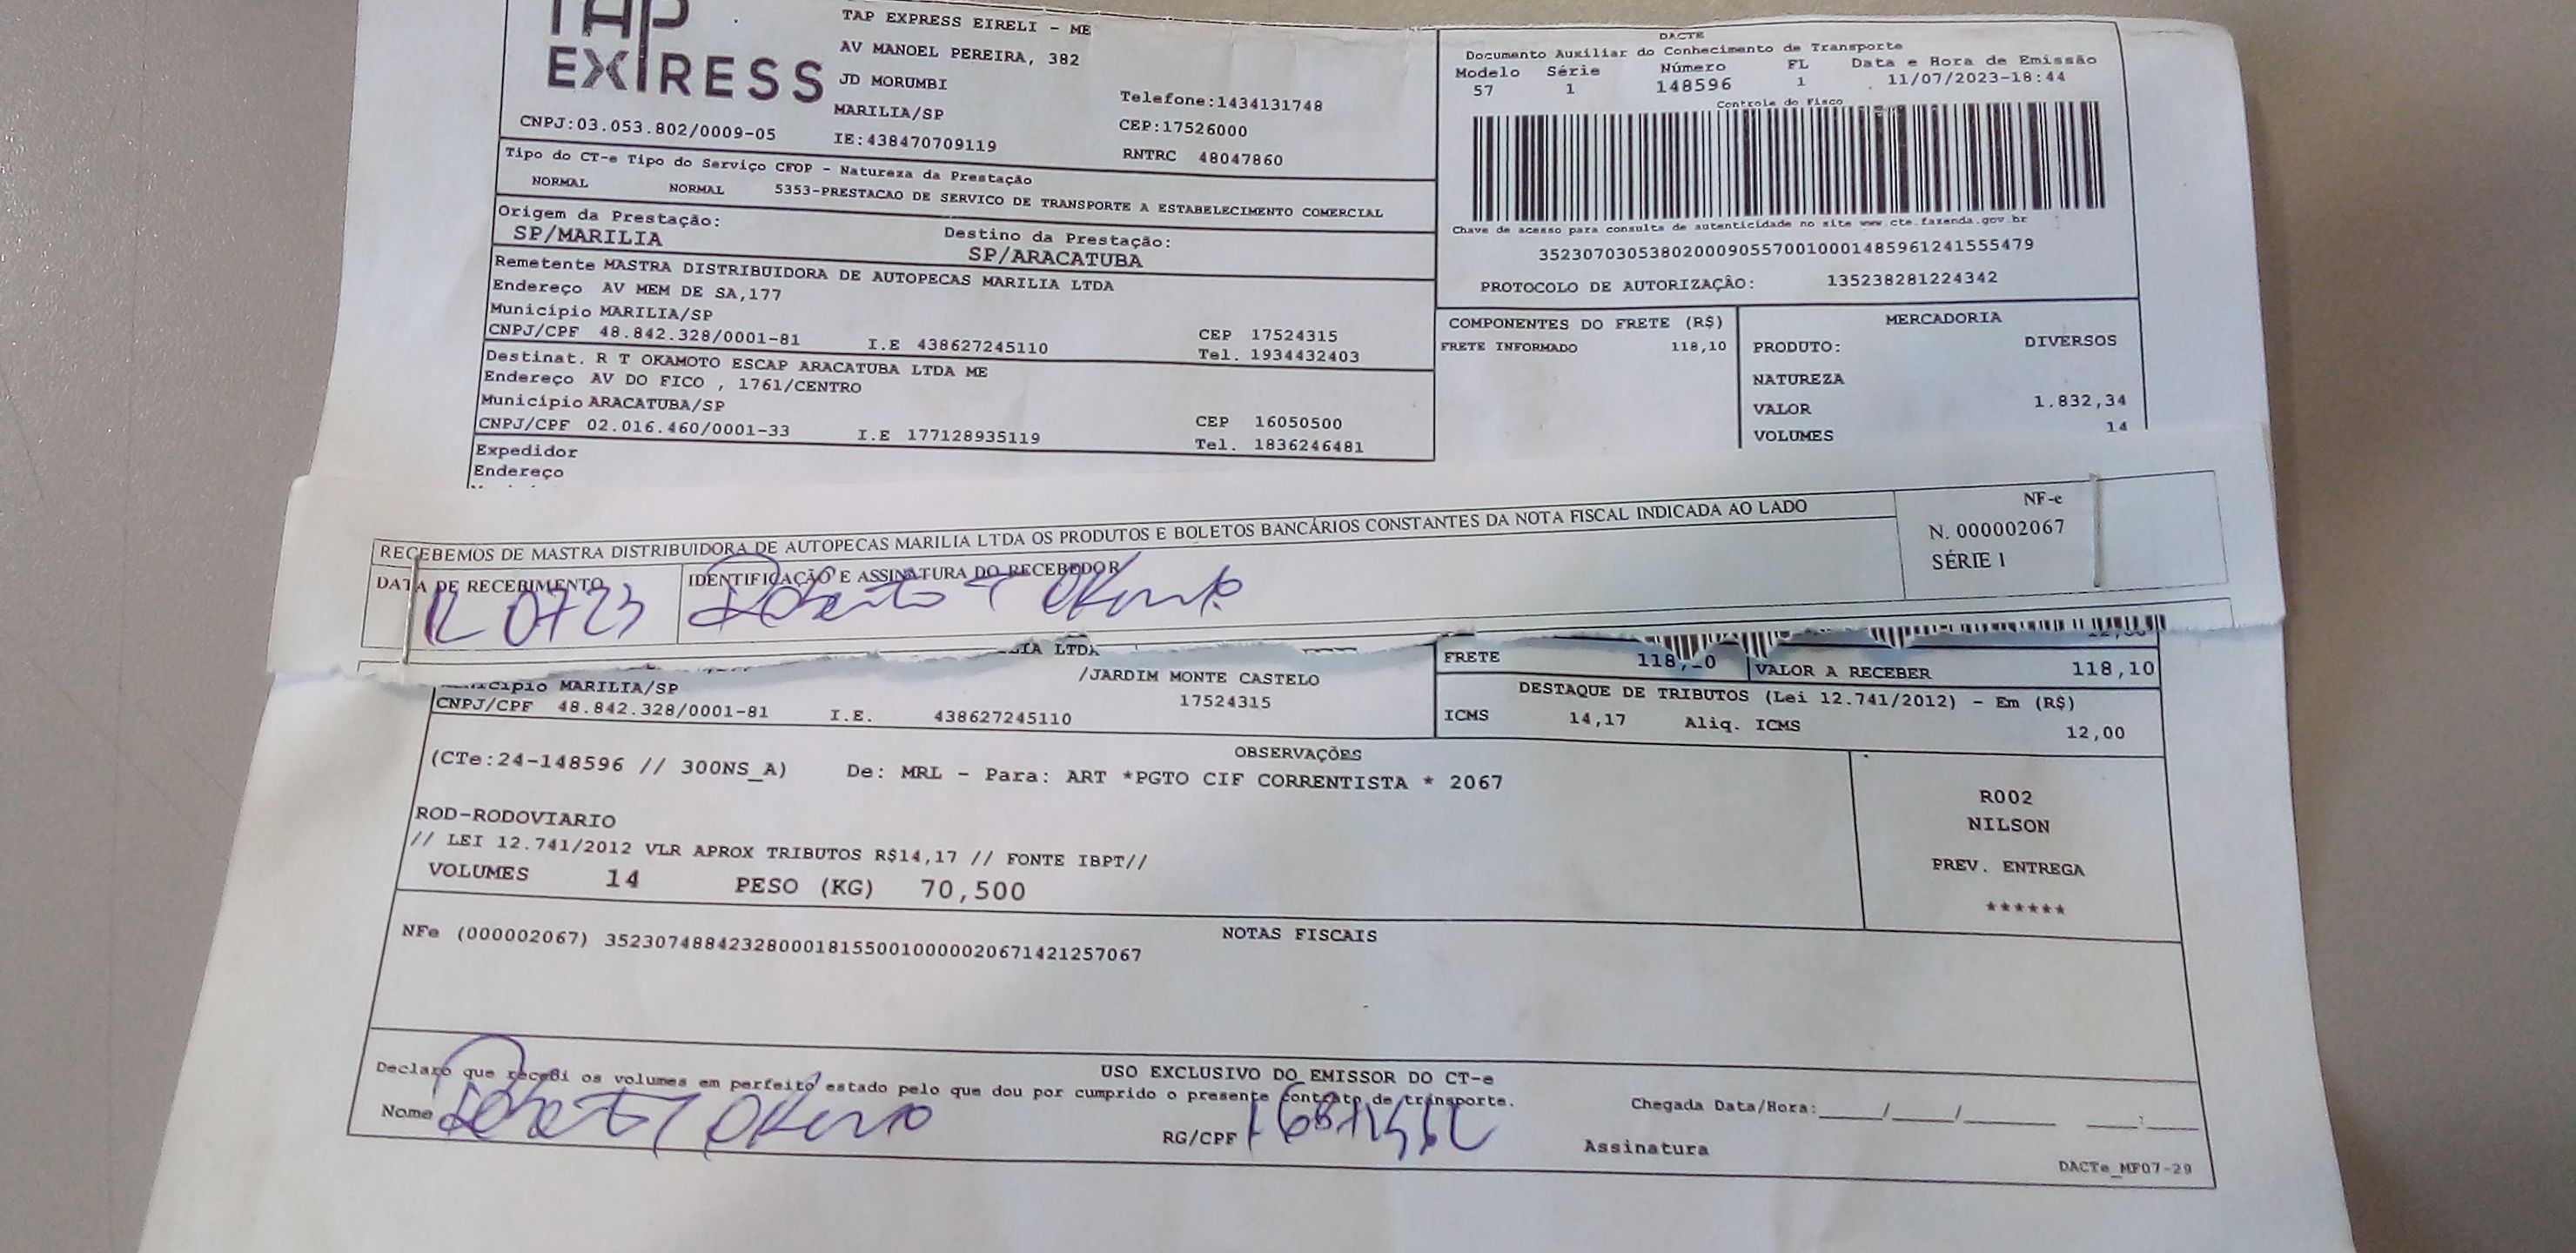 TAP
EXPRESS
TAP EXPRESS EIRELI - ME
AV MANOEL PEREIRA, 382
JD MORUMBI
MARILIA/SP
Telefone:1434131748
CEP:17526000
CNPJ:03.053.802/0009-05
IE:438470709119
RNTRC 48047860
Tipo do CT-e Tipo do Serviço CFOP - Natureza da Prestação
NORMAL NORMAL 5353-PRESTACAO DE SERVICO DE TRANSPORTE A ESTABELECIMENTO COMERCIAL
Origem da Prestação:
SP/MARILIA
Destino da Prestação:
SP/ARACATUBA
Remetente MASTRA DISTRIBUIDORA DE AUTOPECAS MARILIA LTDA
Endereço AV MEM DE SA,177
Município MARILIA/SP
CEP 17524315
CNPJ/CPF 48.842.328/0001-81 I.E 438627245110 Tel. 1934432403
Destinat. R T OKAMOTO ESCAP ARACATUBA LTDA ME
Endereço AV DO FICO , 1761/CENTRO
Município ARACATUBA/SP
CEP 16050500
CNPJ/CPF 02.016.460/0001-33 I.E 177128935119 Tel. 1836246481
Expedidor
Endereço
DACTE
Documento Auxiliar do Conhecimento de Transporte
Modelo Série Número FL Data e Hora de Emissão
57 1 148596 1 11/07/2023-18:44
Controle do Fisco
Chave de acesso para consulta de autenticidade no site www.cte.fazenda.gov.br
35230703053802000905570010001485961241555479
PROTOCOLO DE AUTORIZAÇÃO: 135238281224342
COMPONENTES DO FRETE (R$)
FRETE INFORMADO 118,10
MERCADORIA
PRODUTO: DIVERSOS
NATUREZA
VALOR 1.832,34
VOLUMES 14
RECEBEMOS DE MASTRA DISTRIBUIDORA DE AUTOPECAS MARILIA LTDA OS PRODUTOS E BOLETOS BANCÁRIOS CONSTANTES DA NOTA FISCAL INDICADA AO LADO
NF-e
N. 000002067
SÉRIE 1
DATA DE RECEBIMENTO
IDENTIFICAÇÃO E ASSINATURA DO RECEBEDOR
12 07 23
LTDA
/JARDIM MONTE CASTELO
Município MARILIA/SP
17524315
CNPJ/CPF 48.842.328/0001-81 I.E. 438627245110
FRETE 118,10 VALOR A RECEBER 118,10
DESTAQUE DE TRIBUTOS (Lei 12.741/2012) - Em (R$)
ICMS 14,17 Aliq. ICMS 12,00
OBSERVAÇÕES
(CTe:24-148596 // 300NS_A) De: MRL - Para: ART *PGTO CIF CORRENTISTA * 2067
ROD-RODOVIARIO
// LEI 12.741/2012 VLR APROX TRIBUTOS R$14,17 // FONTE IBPT//
VOLUMES 14 PESO (KG) 70,500
R002
NILSON
PREV. ENTREGA
******
NOTAS FISCAIS
NFe (000002067) 35230748842328000181550010000020671421257067
USO EXCLUSIVO DO EMISSOR DO CT-e
Declaro que recebi os volumes em perfeito estado pelo que dou por cumprido o presente contrato de transporte.
Nome
RG/CPF
Chegada Data/Hora:_____/_____/_______ ____:____
Assinatura
DACTe_MF07-29